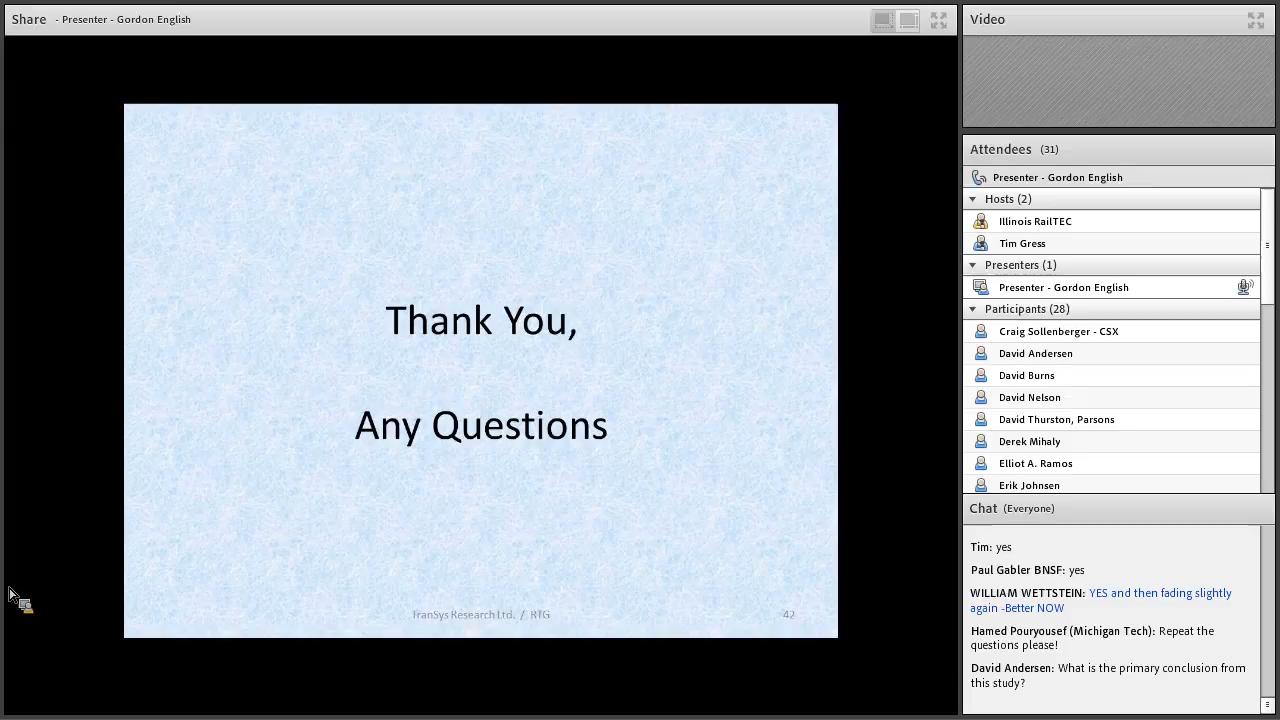 Share - Presenter - Gordon English
Thank You,
Any Questions
TranSys Research Ltd. / RTG
42
Video
Attendees (31)
Presenter - Gordon English
Hosts (2)
Illinois RailTEC
Tim Gress
Presenters (1)
Presenter - Gordon English
Participants (28)
Craig Sollenberger - CSX
David Andersen
David Burns
David Nelson
David Thurston, Parsons
Derek Mihaly
Elliot A. Ramos
Erik Johnsen
Chat (Everyone)
Tim: yes
Paul Gabler BNSF: yes
WILLIAM WETTSTEIN: YES and then fading slightly
again -Better NOW
Hamed Pouryousef (Michigan Tech): Repeat the
questions please!
David Andersen: What is the primary conclusion from
this study?